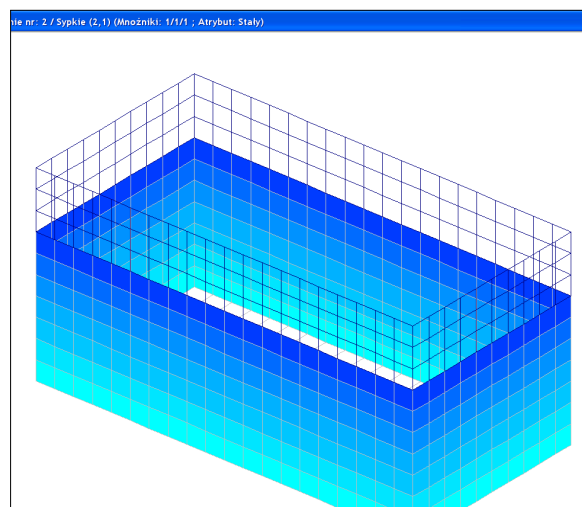 nie nr: 2 / Sypkie (2,1) (Mnożniki: 1/1/1 ; Atrybut: Stały)